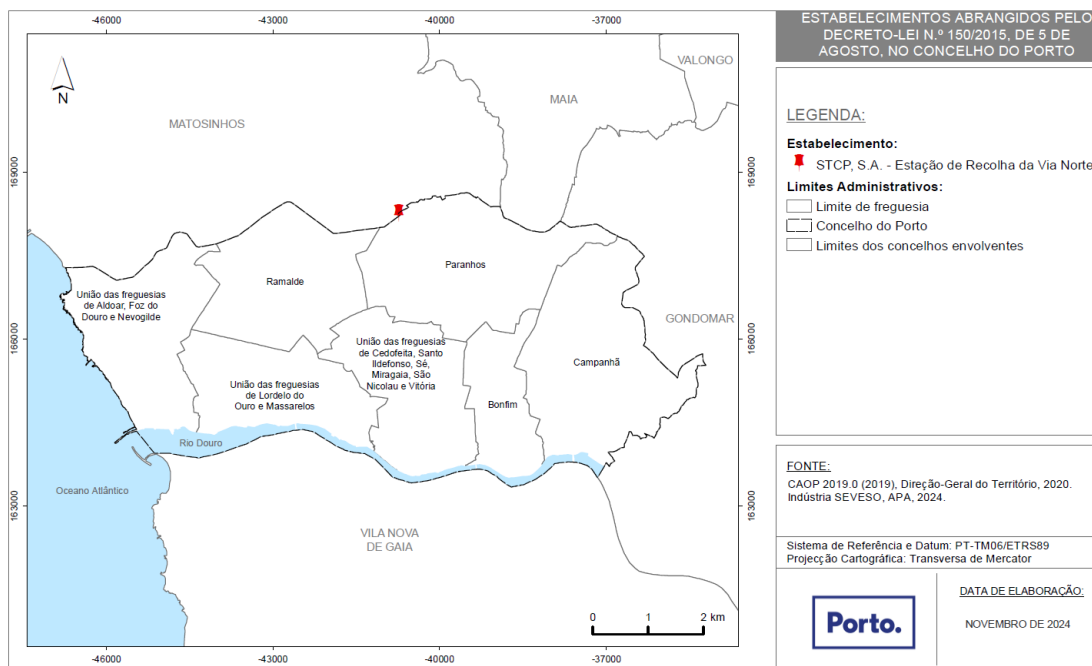 -46000
-43000
-40000
-37000
ESTABELECIMENTOS ABRANGIDOS PELO
DECRETO-LEI N.º 150/2015, DE 5 DE
AGOSTO, NO CONCELHO DO PORTO
N
VALONGO
MAIA
MATOSINHOS
169000
169000
LEGENDA:
Estabelecimento:
STCP, S.A. - Estação de Recolha da Via Norte
Limites Administrativos:
Limite de freguesia
Concelho do Porto
Limites dos concelhos envolventes
Paranhos
Ramalde
União das freguesias
de Aldoar, Foz do
Douro e Nevogilde
GONDOMAR
166000
166000
União das freguesias
de Cedofeita, Santo
Ildefonso, Sé,
Miragaia, São
Nicolau e Vitória
Campanhã
União das freguesias
de Lordelo do
Ouro e Massarelos
Bonfim
Rio Douro
Oceano Atlântico
163000
163000
VILA NOVA
DE GAIA
FONTE:
CAOP 2019.0 (2019), Direção-Geral do Território, 2020.
Indústria SEVESO, APA, 2024.
Sistema de Referência e Datum: PT-TM06/ETRS89
Projecção Cartográfica: Transversa de Mercator
0 1 2 km
Porto.
DATA DE ELABORAÇÃO:
NOVEMBRO DE 2024
-46000
-43000
-40000
-37000